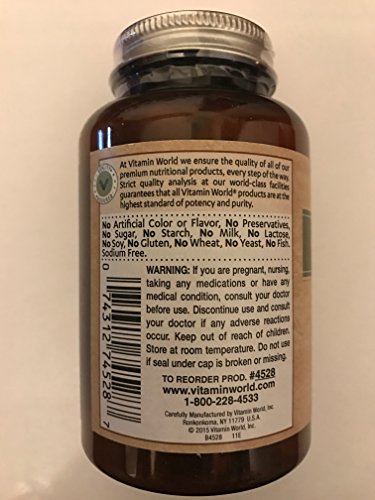 At Vitamin World we ensure the quality of all of our
premium nutritional products, every step of the way.
Strict quality analysis at our world-class facilities
guarantees that all Vitamin World® products are at the
highest standard of potency and purity.
No Artificial Color or Flavor, No Preservatives,
No Sugar, No Starch, No Milk, No Lactose,
No Soy, No Gluten, No Wheat, No Yeast, No Fish.
Sodium Free.
WARNING: If you are pregnant, nursing,
taking any medications or have any
medical condition, consult your doctor
before use. Discontinue use and consult
your doctor if any adverse reactions
occur. Keep out of reach of children.
Store at room temperature. Do not use
if seal under cap is broken or missing.
TO REORDER PROD. #4528
www.vitaminworld.com
1-800-228-4533
Carefully Manufactured by Vitamin World, Inc.
Ronkonkoma, NY 11779 U.S.A.
© 2015 Vitamin World, Inc.
B4528 11E
0 74312 74528 7